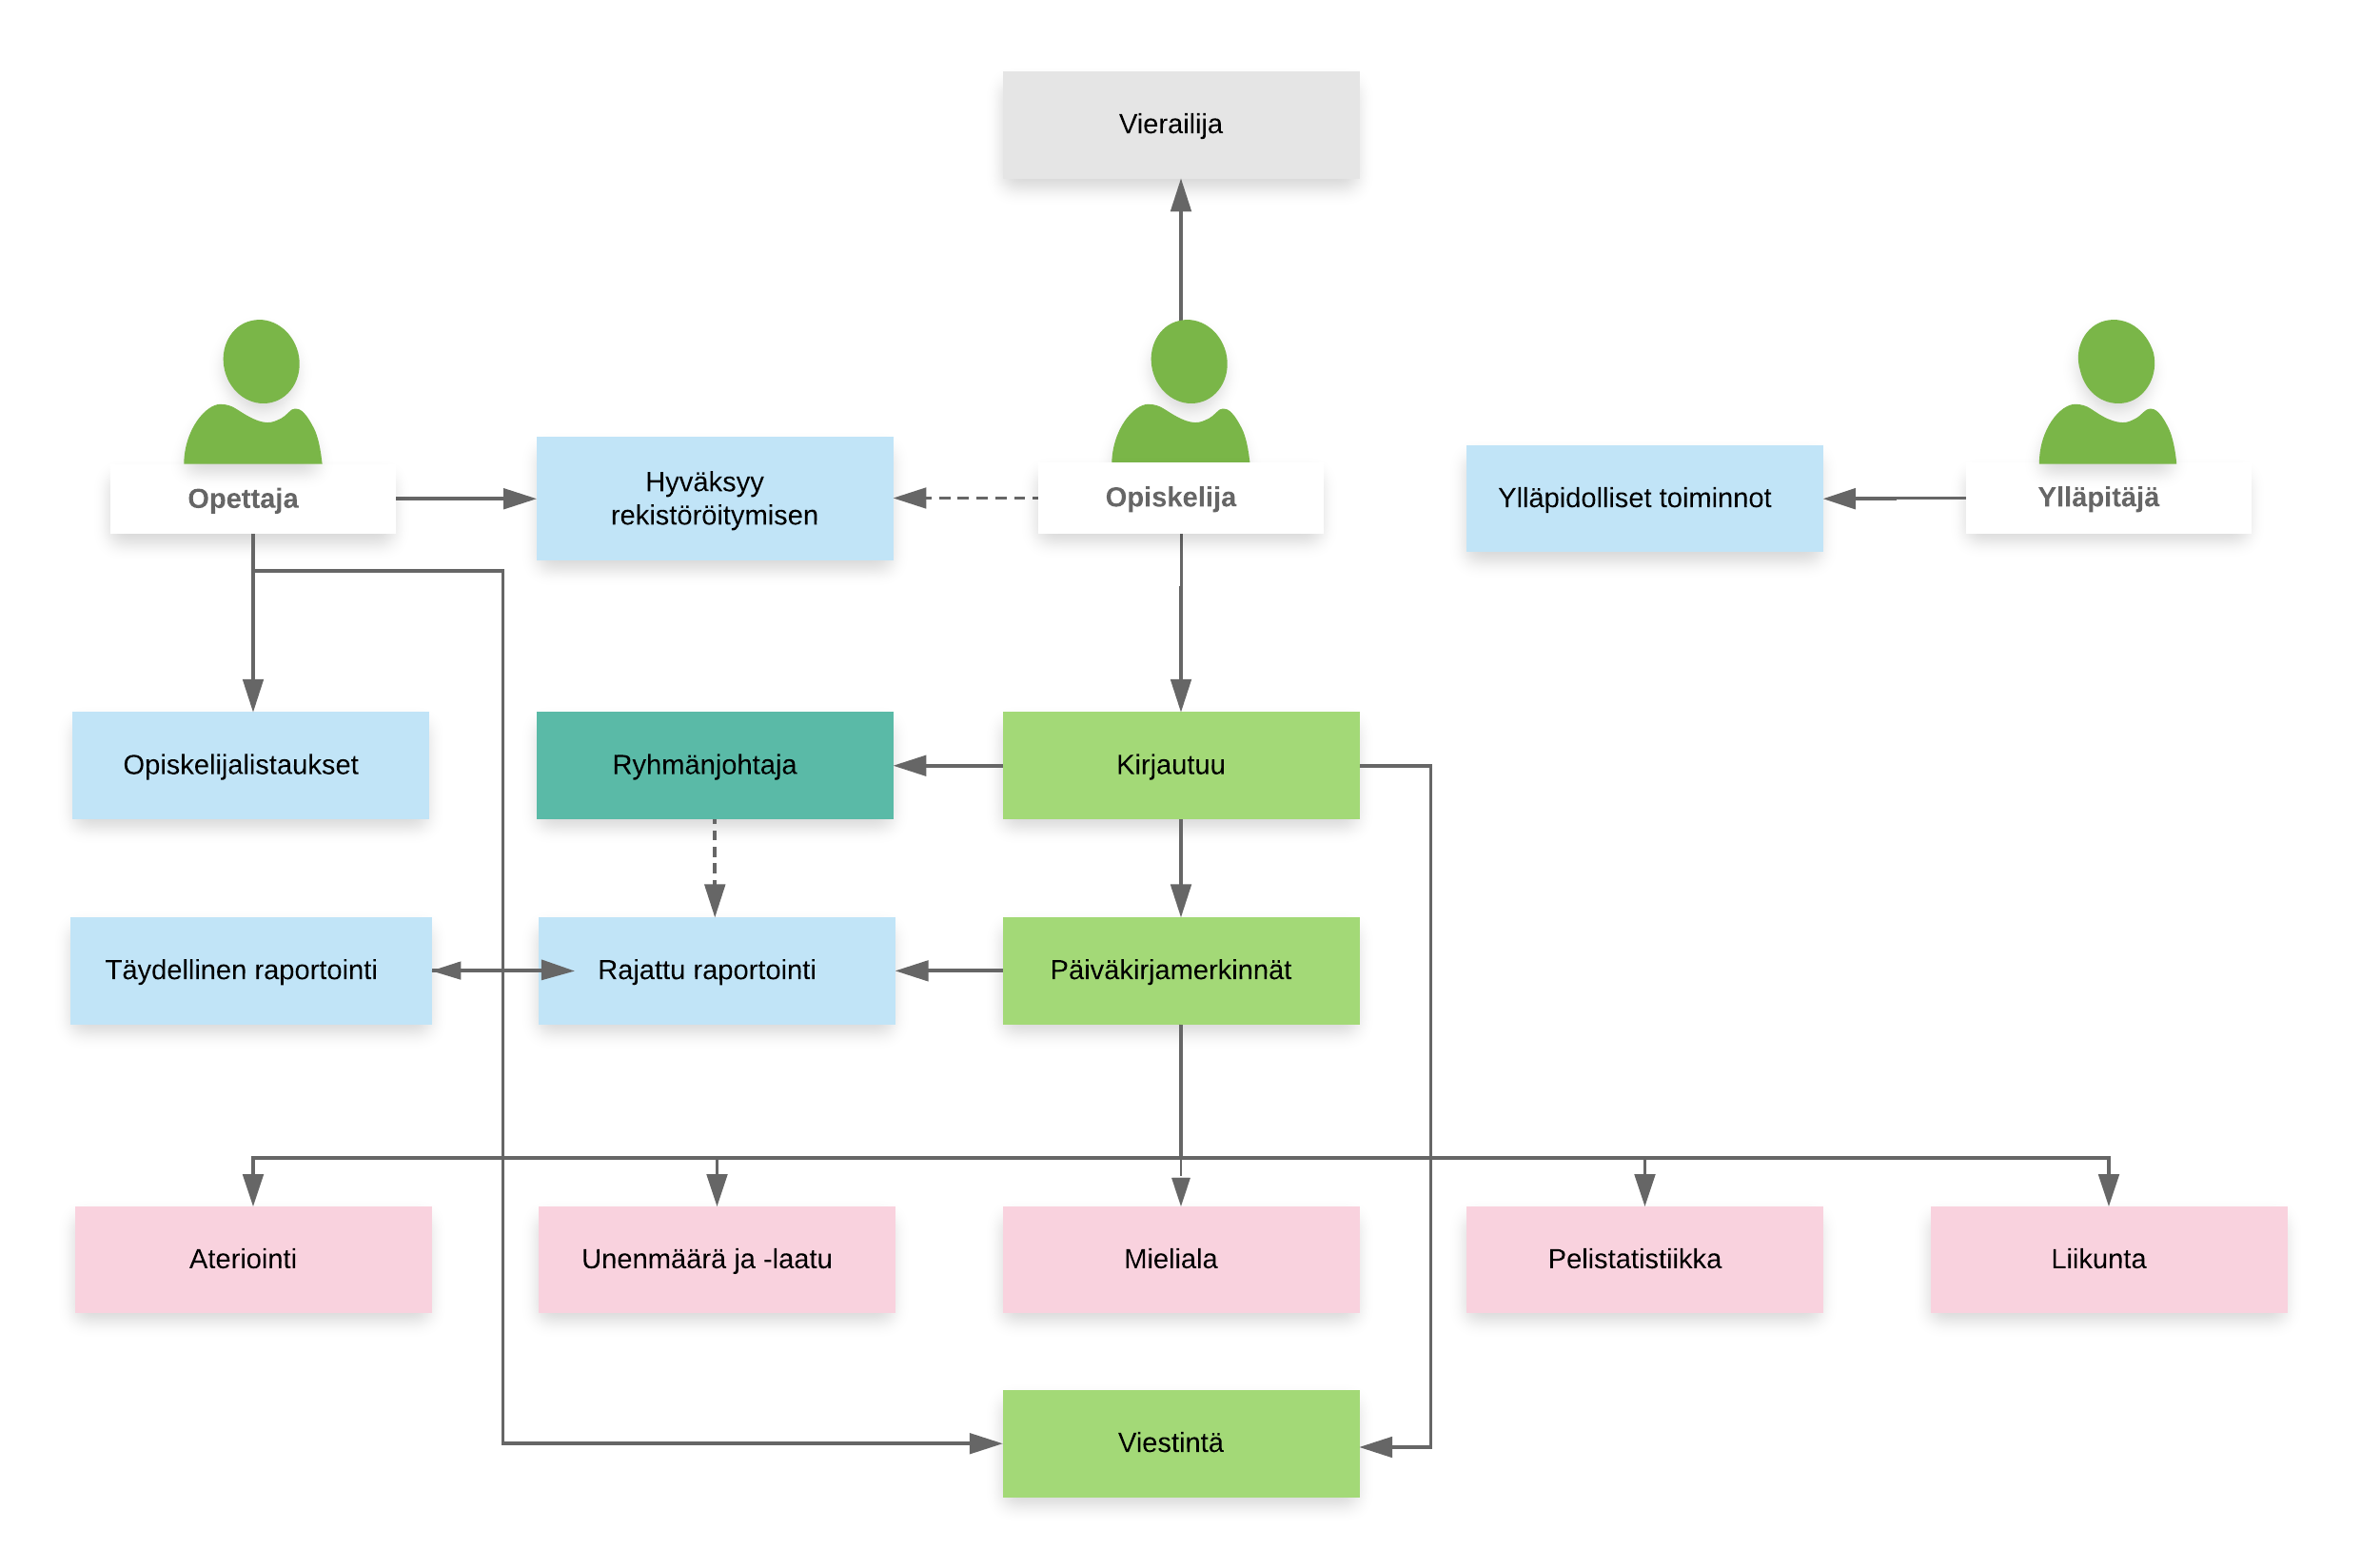 Vierailija
Opettaja
Hyväksyy
rekistöröitymisen
Opiskelija
Ylläpidolliset toiminnot
Ylläpitäjä
Opiskelijalistaukset
Ryhmänjohtaja
Kirjautuu
Täydellinen raportointi
Rajattu raportointi
Päiväkirjamerkinnät
Ateriointi
Unenmäärä ja -laatu
Mieliala
Pelistatistiikka
Liikunta
Viestintä